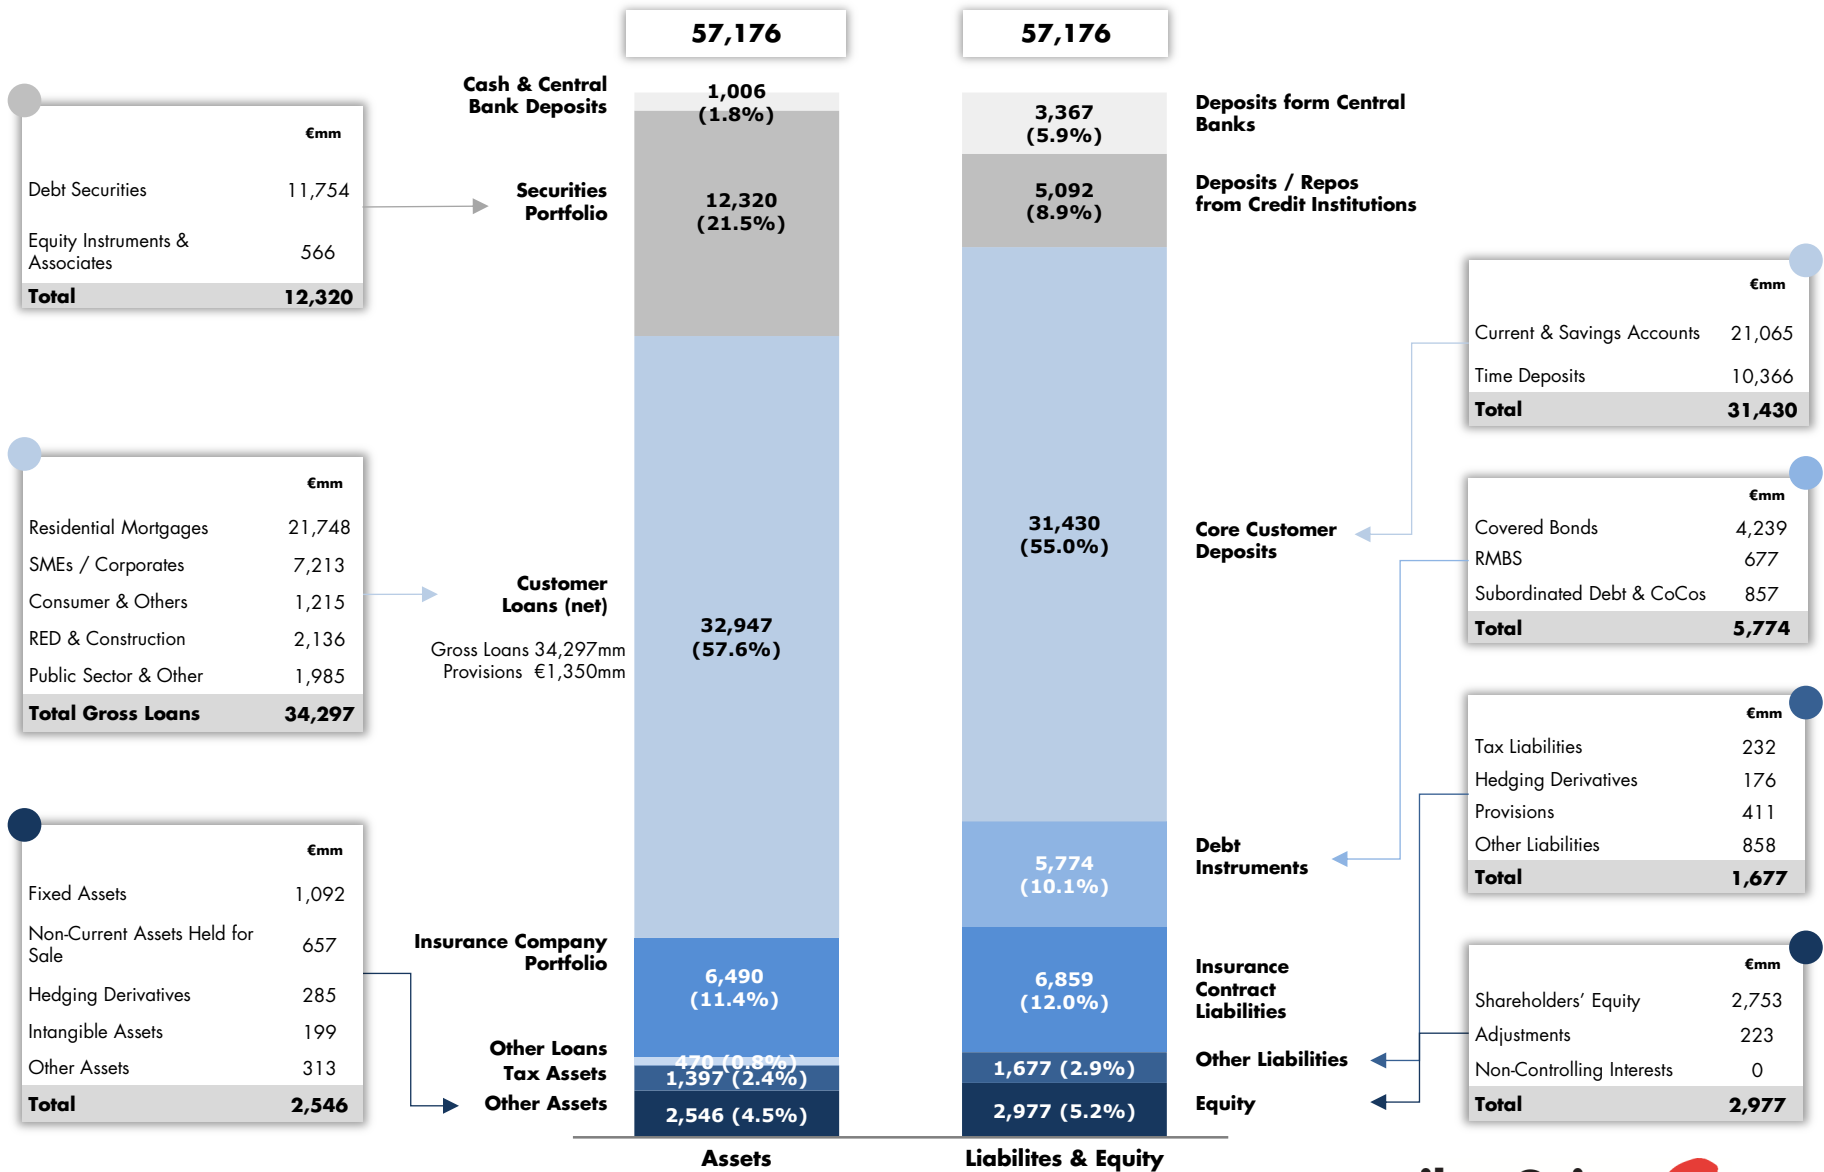 57,176
57,176
Cash & Central
Bank Deposits
1,006
(1.8%)
3,367
(5.9%)
Deposits form Central
Banks
€mm
Debt Securities 11,754
Equity Instruments &
Associates 566
Total 12,320
Securities
Portfolio
12,320
(21.5%)
5,092
(8.9%)
Deposits / Repos
from Credit Institutions
€mm
Current & Savings Accounts 21,065
Time Deposits 10,366
Total 31,430
€mm
Residential Mortgages 21,748
SMEs / Corporates 7,213
Consumer & Others 1,215
RED & Construction 2,136
Public Sector & Other 1,985
Total Gross Loans 34,297
Customer
Loans (net)
Gross Loans 34,297mm
Provisions €1,350mm
32,947
(57.6%)
31,430
(55.0%)
Core Customer
Deposits
€mm
Covered Bonds 4,239
RMBS 677
Subordinated Debt & CoCos 857
Total 5,774
5,774
(10.1%)
Debt
Instruments
€mm
Tax Liabilities 232
Hedging Derivatives 176
Provisions 411
Other Liabilities 858
Total 1,677
€mm
Fixed Assets 1,092
Non-Current Assets Held for
Sale 657
Hedging Derivatives 285
Intangible Assets 199
Other Assets 313
Total 2,546
Insurance Company
Portfolio
6,490
(11.4%)
6,859
(12.0%)
Insurance
Contract
Liabilities
€mm
Shareholders' Equity 2,753
Adjustments 223
Non-Controlling Interests 0
Total 2,977
Other Loans 470 (0.8%)
Tax Assets 1,397 (2.4%)
Other Assets 2,546 (4.5%)
1,677 (2.9%) Other Liabilities
2,977 (5.2%) Equity
Assets
Liabilites & Equity